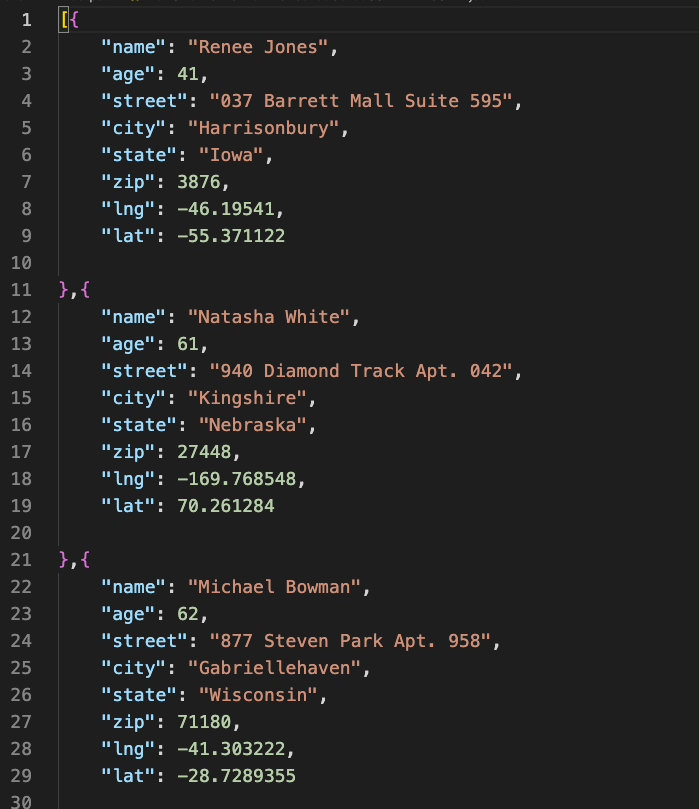 1 [{
2 "name": "Renee Jones",
3 "age": 41,
4 "street": "037 Barrett Mall Suite 595",
5 "city": "Harrisonbury",
6 "state": "Iowa",
7 "zip": 3876,
8 "lng": -46.19541,
9 "lat": -55.371122
10
11 },{
12 "name": "Natasha White",
13 "age": 61,
14 "street": "940 Diamond Track Apt. 042",
15 "city": "Kingshire",
16 "state": "Nebraska",
17 "zip": 27448,
18 "lng": -169.768548,
19 "lat": 70.261284
20
21 },{
22 "name": "Michael Bowman",
23 "age": 62,
24 "street": "877 Steven Park Apt. 958",
25 "city": "Gabriellehaven",
26 "state": "Wisconsin",
27 "zip": 71180,
28 "lng": -41.303222,
29 "lat": -28.7289355
30